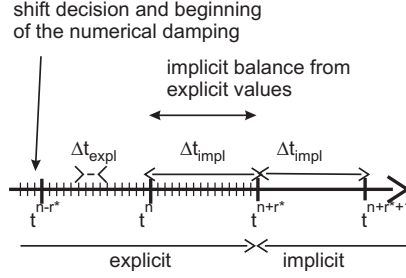 shift decision and beginning
of the numerical damping
implicit balance from
explicit values
Δt_expl Δt_impl Δt_impl
t^n-r* t^n t^n+r* t^n+r*+
explicit implicit